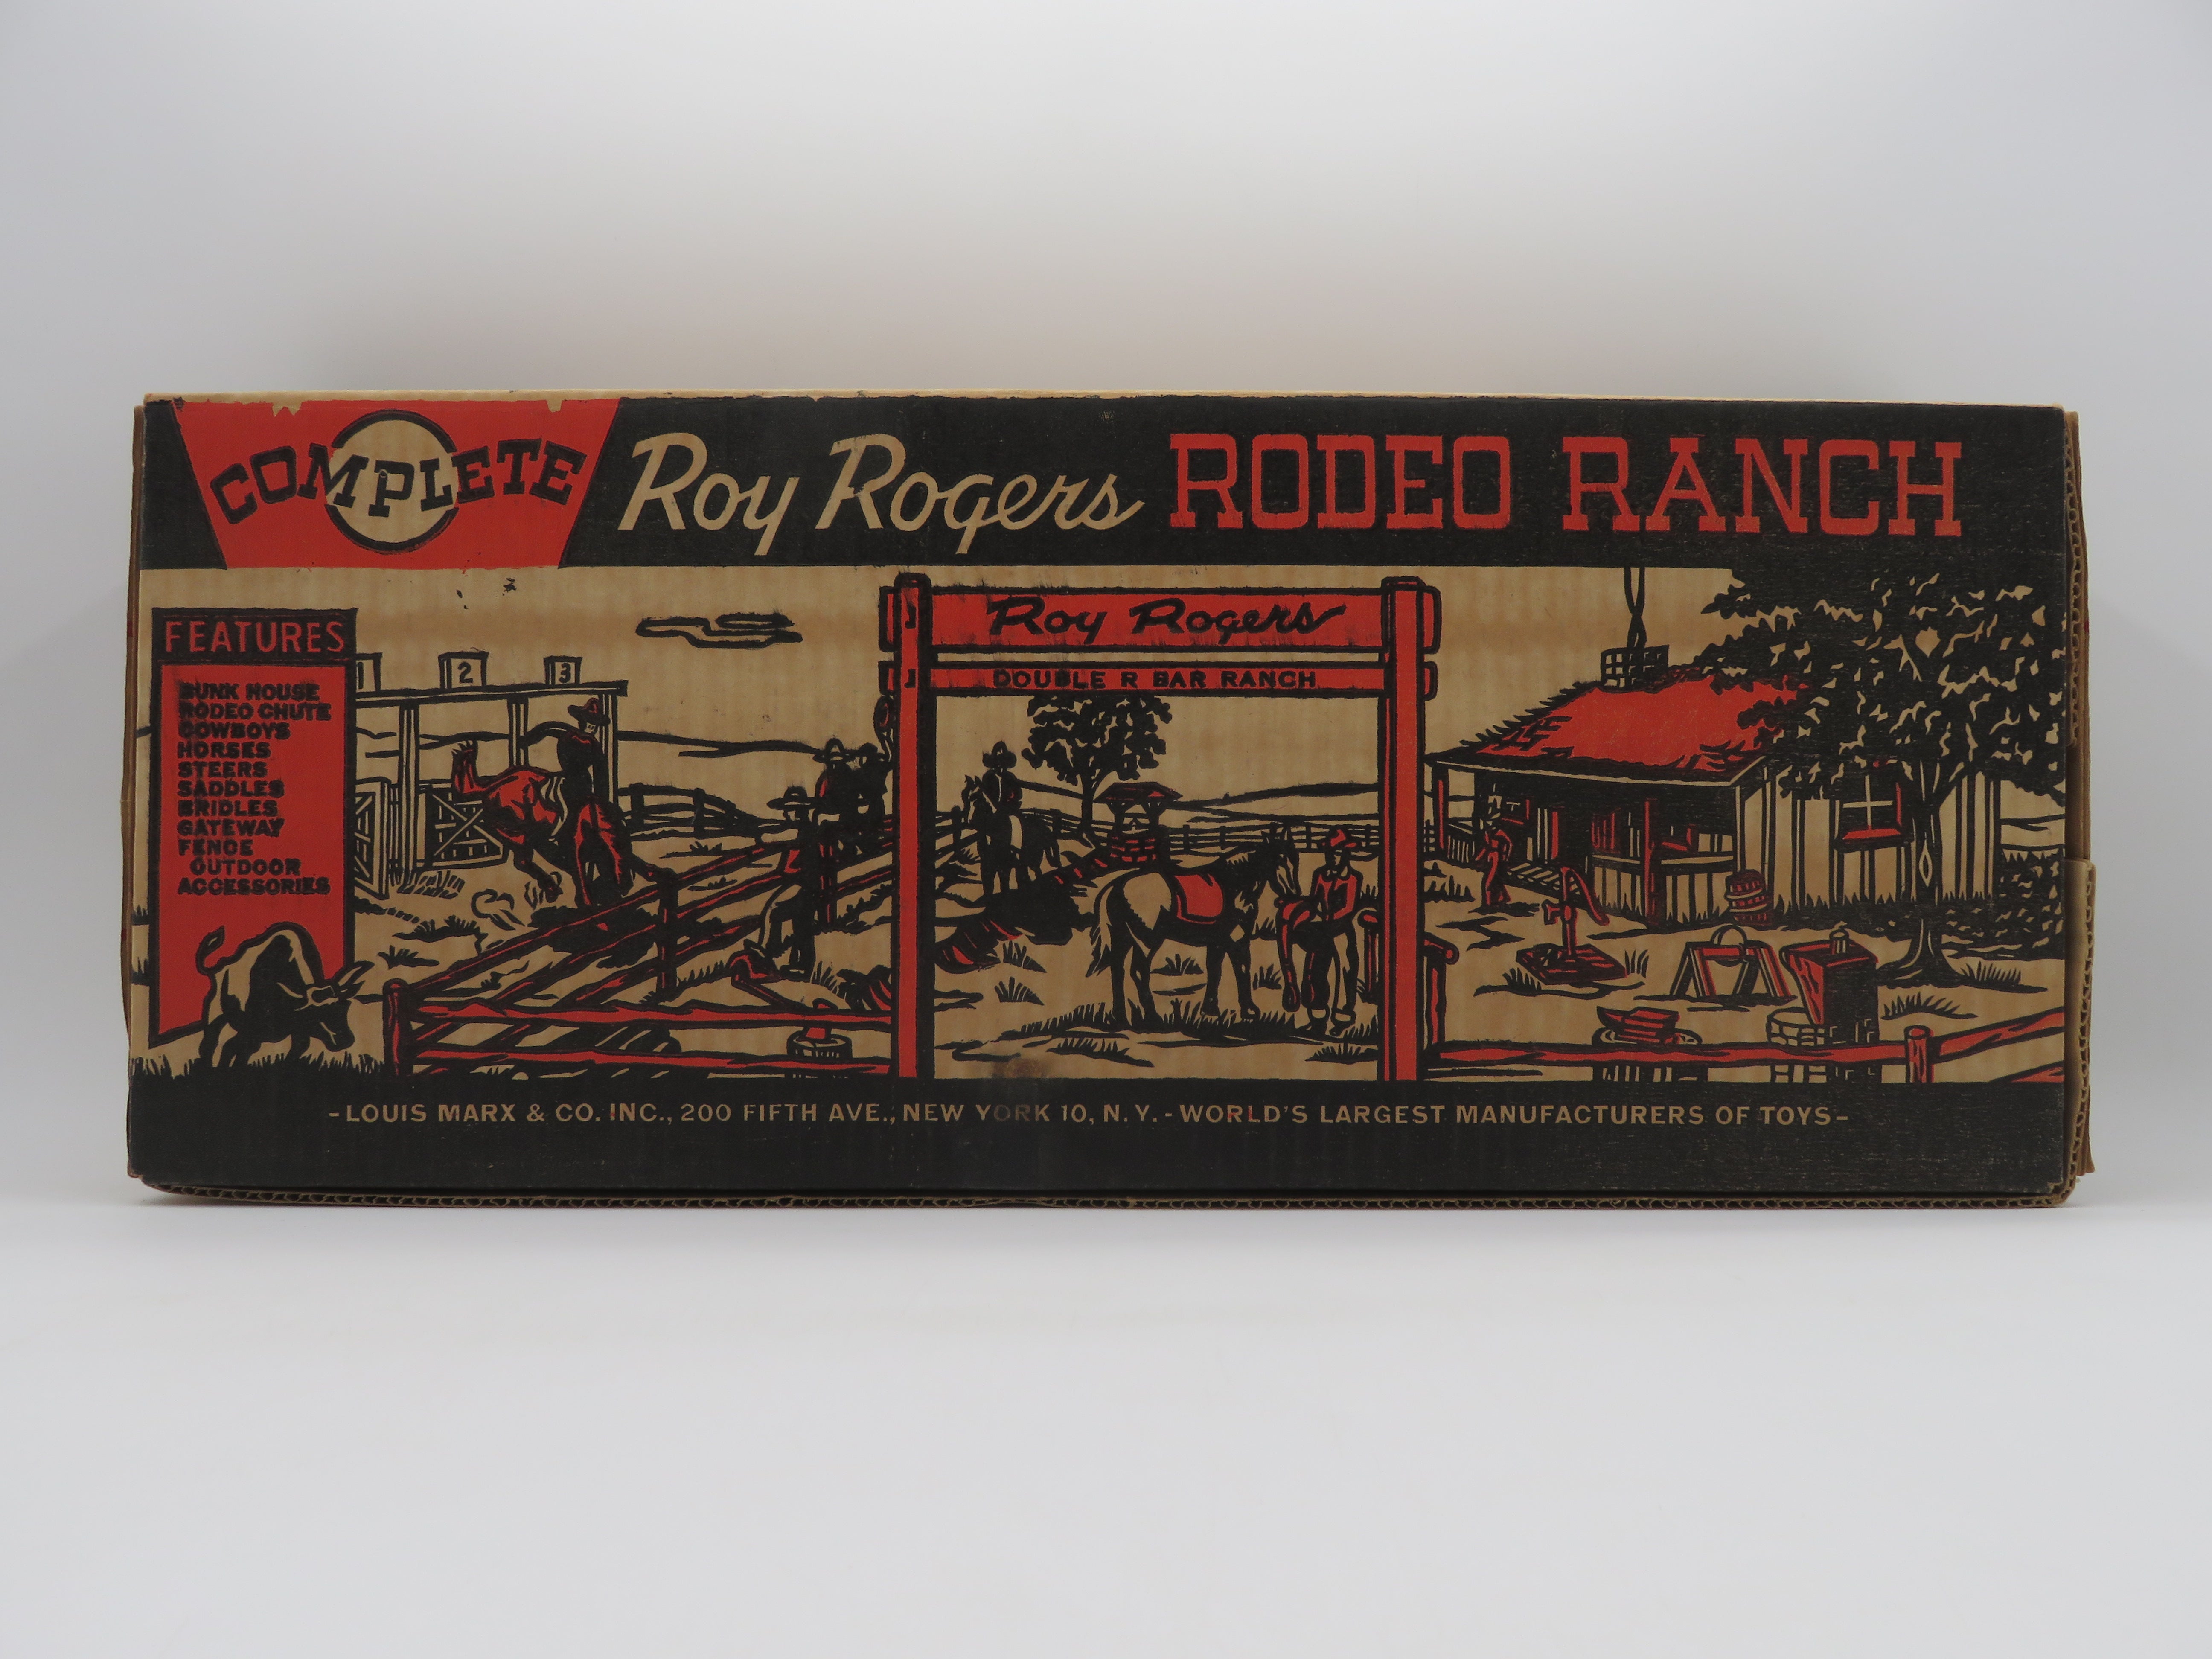 COMPLETE Roy Rogers RODEO RANCH
FEATURES
BUNK HOUSE
RODEO CHUTE
COWBOYS
HORSES
STEERS
SADDLES
BRIDLES
GATEWAY
FENCE
OUTDOOR
ACCESSORIES
2 3
Roy Rogers
DOUBLE R BAR RANCH
-LOUIS MARX & CO. INC., 200 FIFTH AVE., NEW YORK 10, N.Y.-WORLD'S LARGEST MANUFACTURERS OF TOYS-